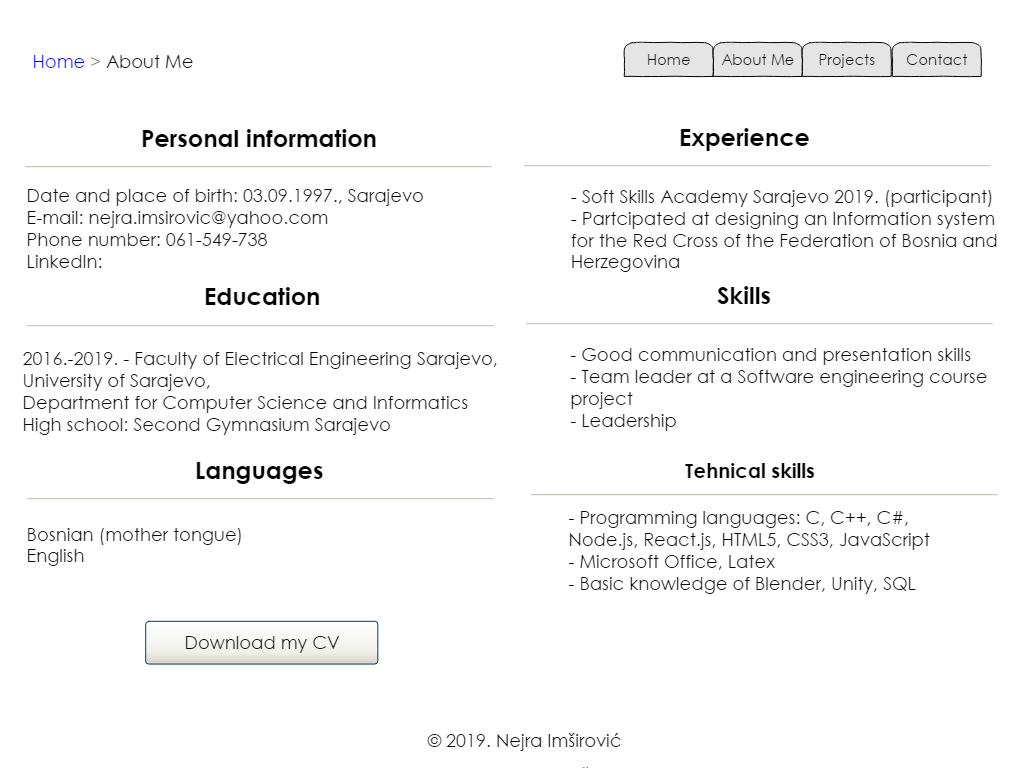 Home > About Me
Home
About Me
Projects
Contact
Personal information
Date and place of birth: 03.09.1997., Sarajevo
E-mail: nejra.imsirovic@yahoo.com
Phone number: 061-549-738
LinkedIn:
Education
2016.-2019. - Faculty of Electrical Engineering Sarajevo,
University of Sarajevo,
Department for Computer Science and Informatics
High school: Second Gymnasium Sarajevo
Languages
Bosnian (mother tongue)
English
Download my CV
Experience
- Soft Skills Academy Sarajevo 2019. (participant)
- Partcipated at designing an Information system
for the Red Cross of the Federation of Bosnia and
Herzegovina
Skills
- Good communication and presentation skills
- Team leader at a Software engineering course
project
- Leadership
Tehnical skills
- Programming languages: C, C++, C#,
Node.js, React.js, HTML5, CSS3, JavaScript
- Microsoft Office, Latex
- Basic knowledge of Blender, Unity, SQL
© 2019. Nejra Imširović